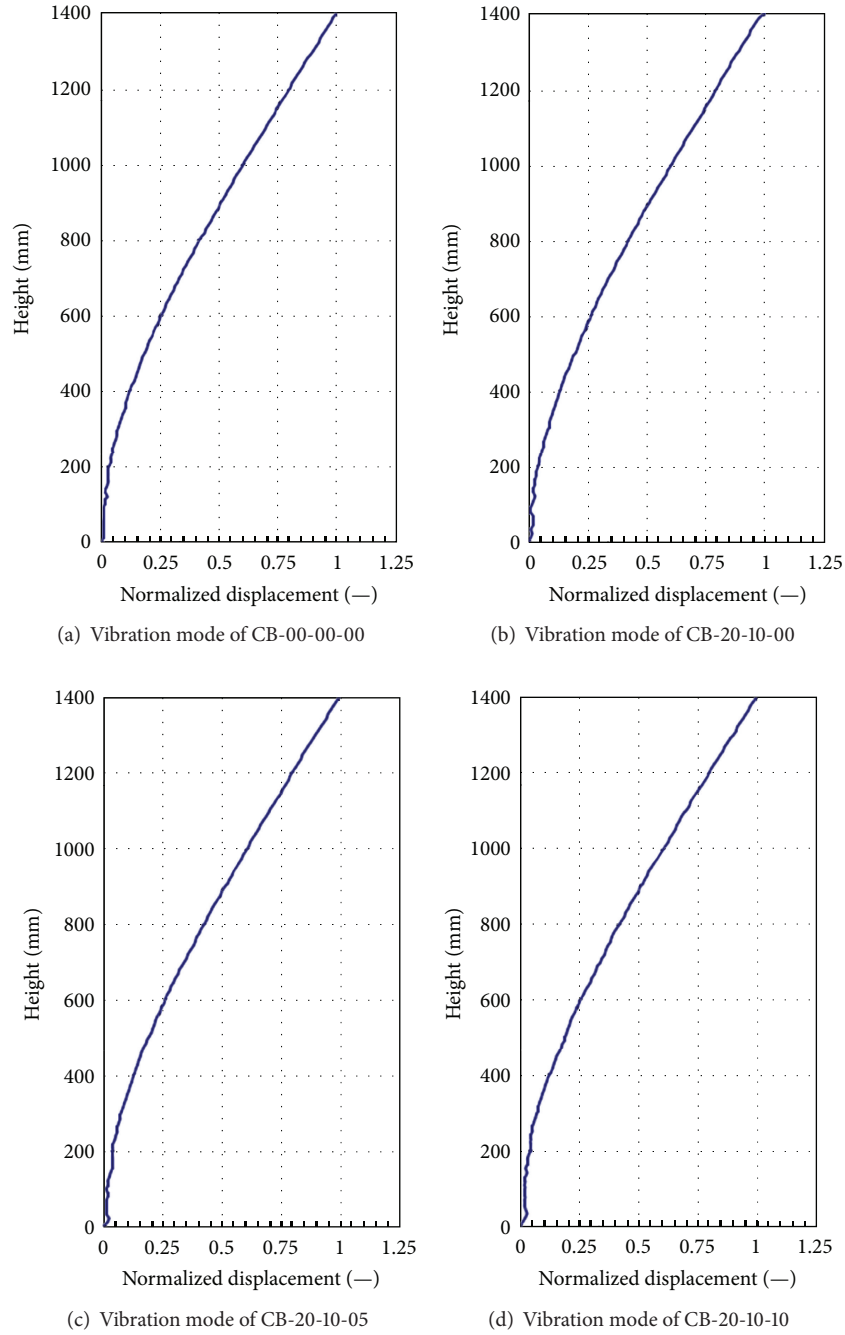 1400
1200
1000
800
600
400
200
0
Height (mm)
0 0.25 0.5 0.75 1 1.25
Normalized displacement (—)
(a) Vibration mode of CB-00-00-00
1400
1200
1000
800
600
400
200
0
Height (mm)
0 0.25 0.5 0.75 1 1.25
Normalized displacement (—)
(b) Vibration mode of CB-20-10-00
1400
1200
1000
800
600
400
200
0
Height (mm)
0 0.25 0.5 0.75 1 1.25
Normalized displacement (—)
(c) Vibration mode of CB-20-10-05
1400
1200
1000
800
600
400
200
0
Height (mm)
0 0.25 0.5 0.75 1 1.25
Normalized displacement (—)
(d) Vibration mode of CB-20-10-10